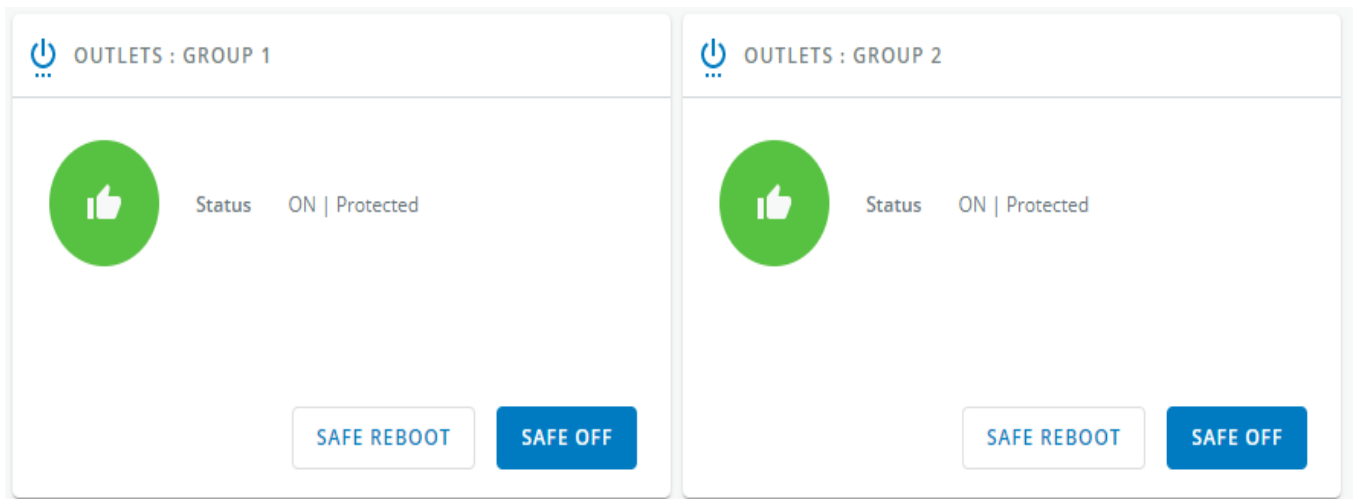 OUTLETS : GROUP 1
Status ON | Protected
SAFE REBOOT SAFE OFF
OUTLETS : GROUP 2
Status ON | Protected
SAFE REBOOT SAFE OFF